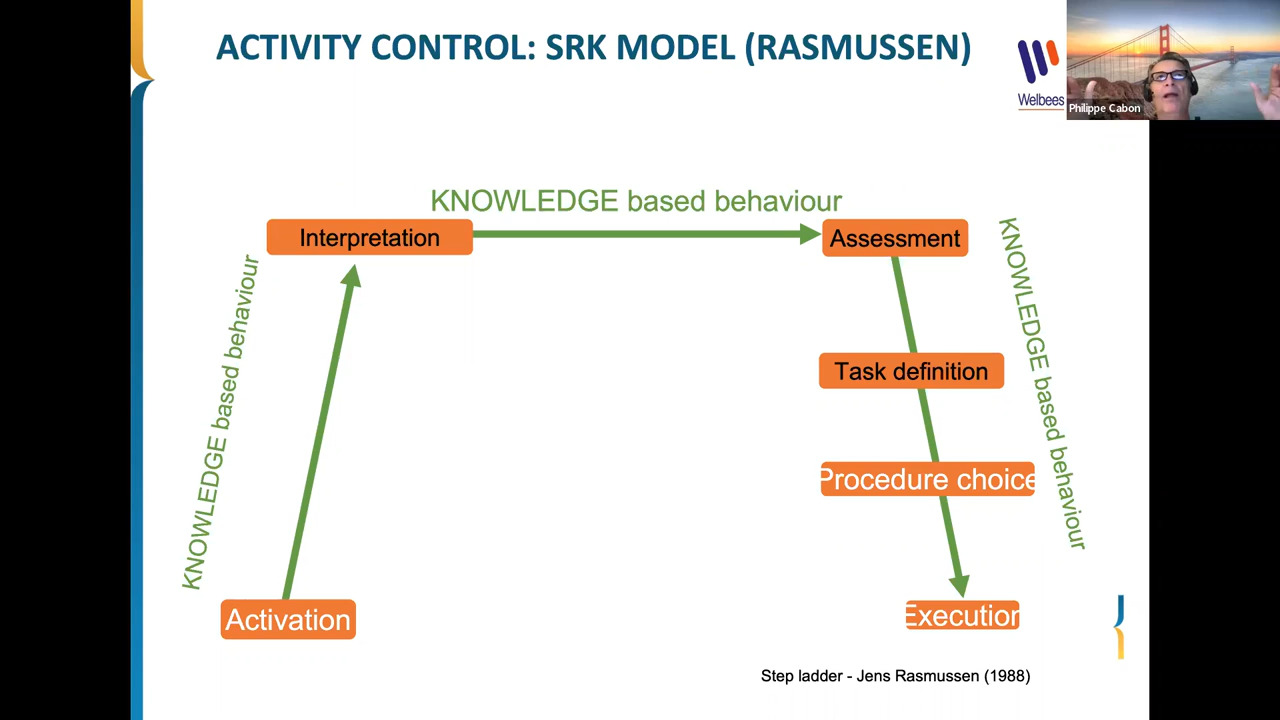 ACTIVITY CONTROL: SRK MODEL (RASMUSSEN)
Welbees
Philippe Cabon
KNOWLEDGE based behaviour
Interpretation
Assessment
KNOWLEDGE based behaviour
KNOWLEDGE based behaviour
Task definition
Procedure choice
Activation
Execution
Step ladder - Jens Rasmussen (1988)